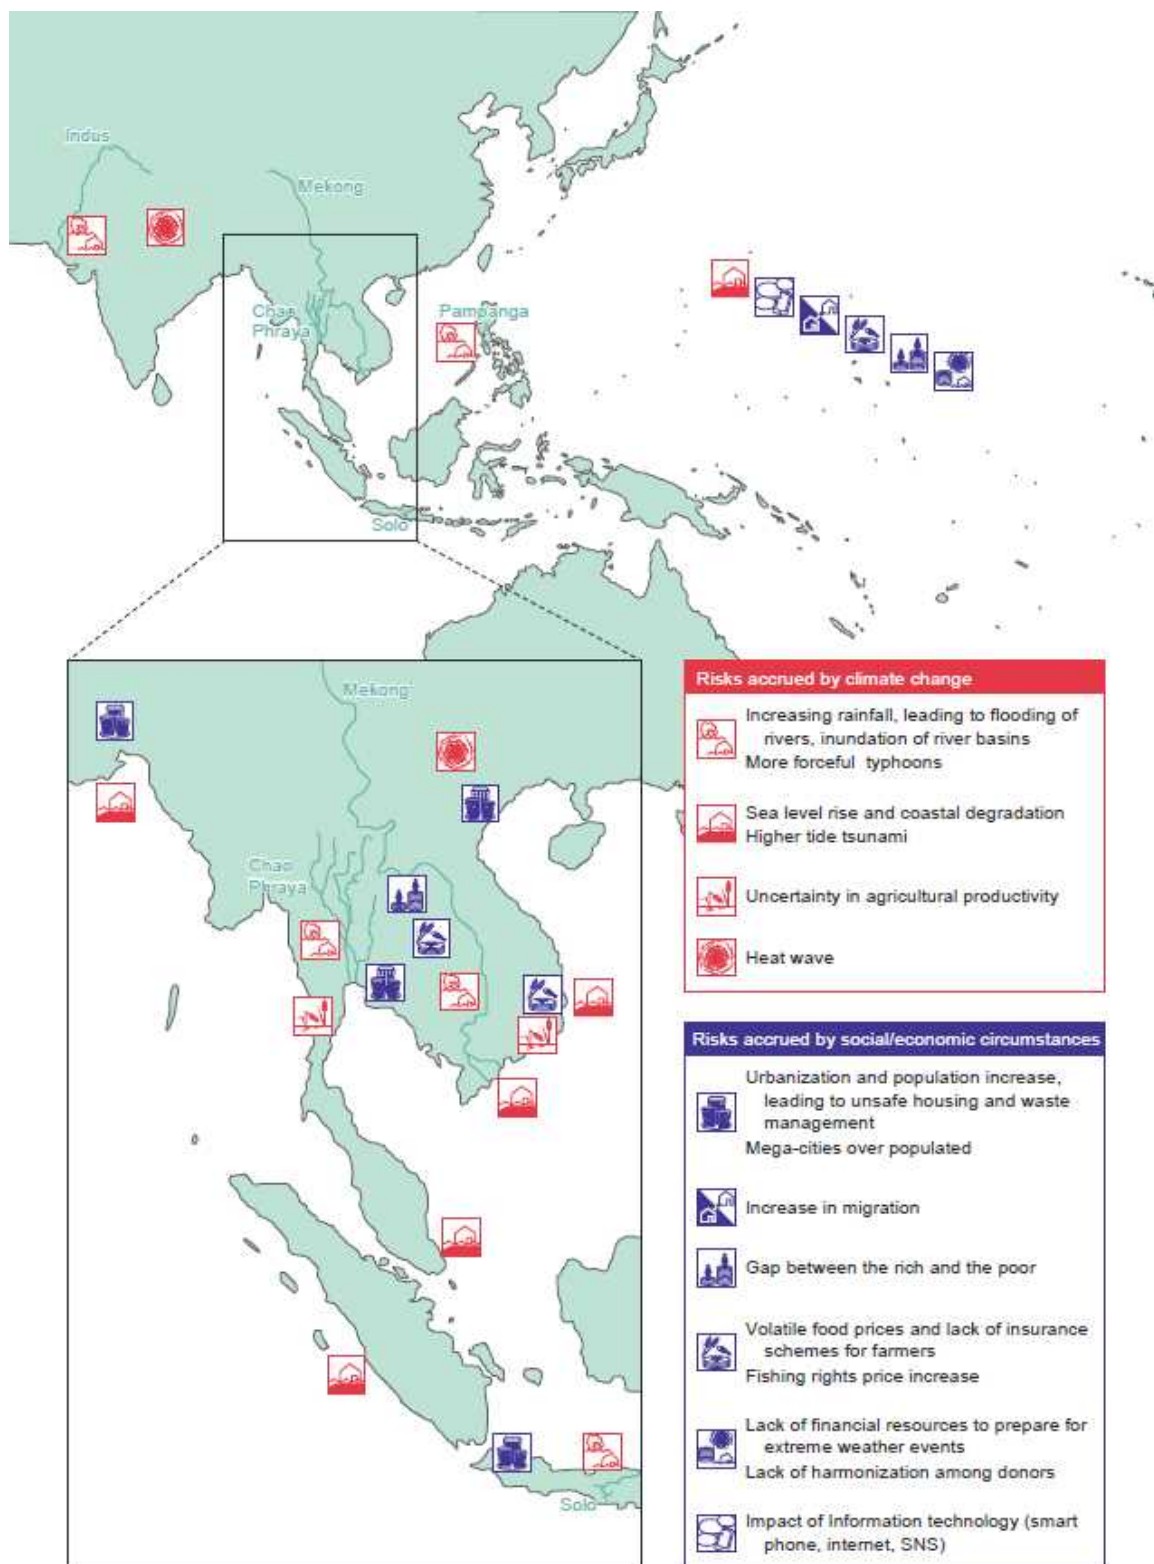 Indus
Mekong
Chao
Phraya
Pampanga
Solo
Mekong
Chao
Phraya
Solo
Risks accrued by climate change
Increasing rainfall, leading to flooding of
rivers, inundation of river basins
More forceful typhoons
Sea level rise and coastal degradation
Higher tide tsunami
Uncertainty in agricultural productivity
Heat wave
Risks accrued by social/economic circumstances
Urbanization and population increase,
leading to unsafe housing and waste
management
Mega-cities over populated
Increase in migration
Gap between the rich and the poor
Volatile food prices and lack of insurance
schemes for farmers
Fishing rights price increase
Lack of financial resources to prepare for
extreme weather events
Lack of harmonization among donors
Impact of Information technology (smart
phone, internet, SNS)